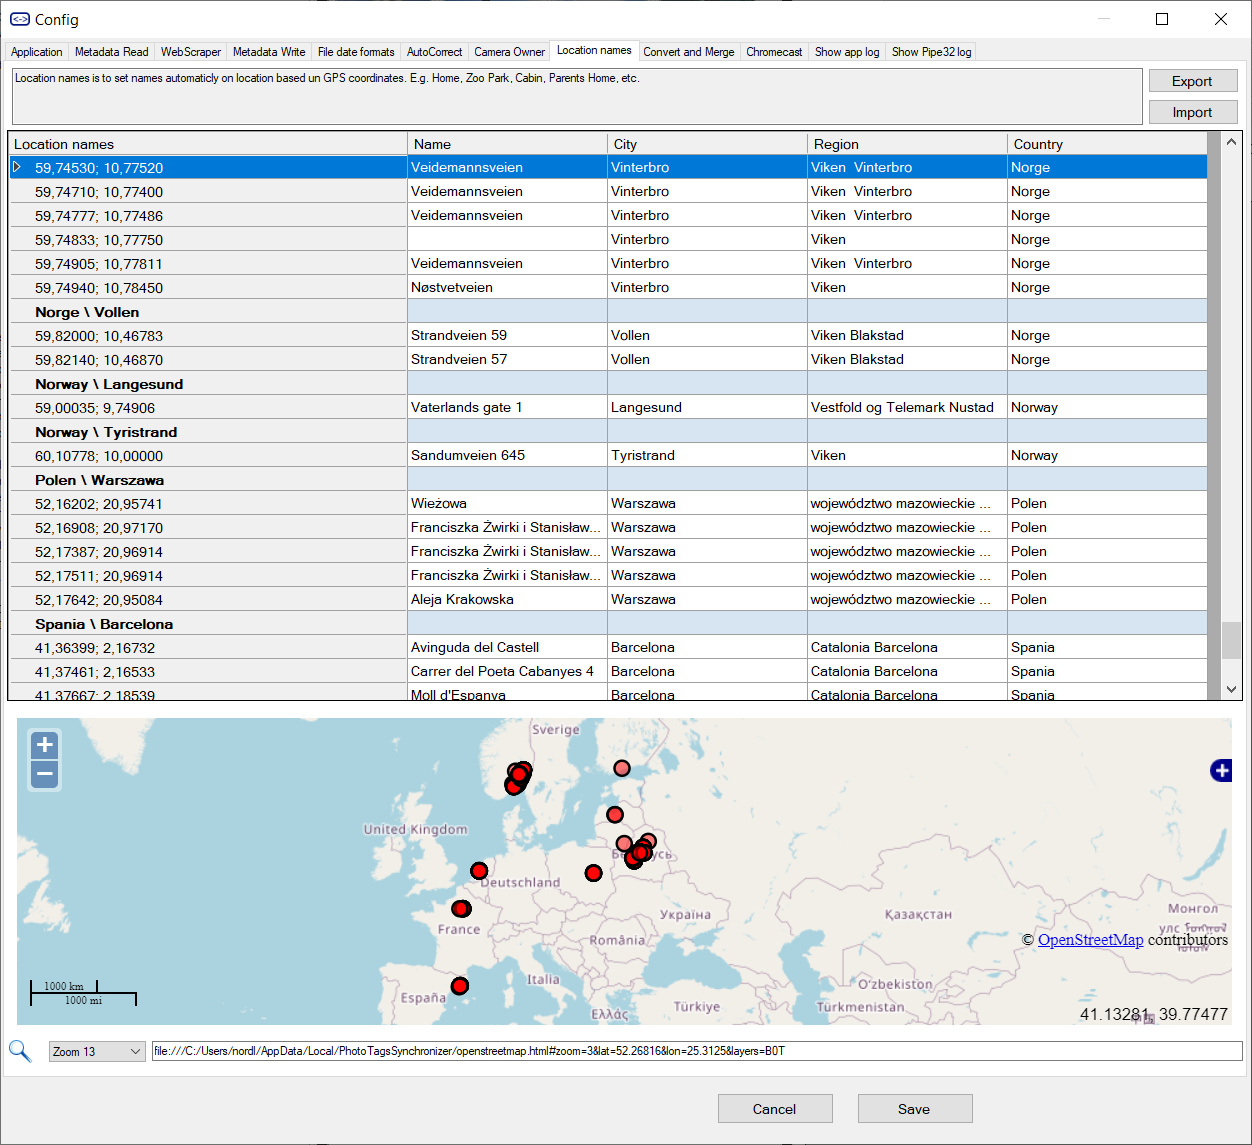 Config
Application Metadata Read WebScraper Metadata Write File date formats AutoCorrect Camera Owner Location names Convert and Merge Chromecast Show app log Show Pipe32 log
Location names is to set names automaticly on location based un GPS coordinates. E.g. Home, Zoo Park, Cabin, Parents Home, etc.
Export
Import
Location names Name City Region Country
59,74530; 10,77520 Veidemannsveien Vinterbro Viken Vinterbro Norge
59,74710; 10,77400 Veidemannsveien Vinterbro Viken Vinterbro Norge
59,74777; 10,77486 Veidemannsveien Vinterbro Viken Vinterbro Norge
59,74833; 10,77750 Vinterbro Viken Norge
59,74905; 10,77811 Veidemannsveien Vinterbro Viken Vinterbro Norge
59,74940; 10,78450 Nøstvetveien Vinterbro Viken Norge
Norge \ Vollen
59,82000; 10,46783 Strandveien 59 Vollen Viken Blakstad Norge
59,82140; 10,46870 Strandveien 57 Vollen Viken Blakstad Norge
Norway \ Langesund
59,00035; 9,74906 Vaterlands gate 1 Langesund Vestfold og Telemark Nustad Norway
Norway \ Tyristrand
60,10778; 10,00000 Sandumveien 645 Tyristrand Viken Norway
Polen \ Warszawa
52,16202; 20,95741 Wieżowa Warszawa województwo mazowieckie ... Polen
52,16908; 20,97170 Franciszka Żwirki i Stanisław... Warszawa województwo mazowieckie ... Polen
52,17387; 20,96914 Franciszka Żwirki i Stanisław... Warszawa województwo mazowieckie ... Polen
52,17511; 20,96914 Franciszka Żwirki i Stanisław... Warszawa województwo mazowieckie ... Polen
52,17642; 20,95084 Aleja Krakowska Warszawa województwo mazowieckie ... Polen
Spania \ Barcelona
41,36399; 2,16732 Avinguda del Castell Barcelona Catalonia Barcelona Spania
41,37461; 2,16533 Carrer del Poeta Cabanyes 4 Barcelona Catalonia Barcelona Spania
41,37667; 2,18539 Moll d'Espanya Barcelona Catalonia Barcelona Spania
Sverige
United Kingdom
Deutschland
Україна
Қазақстан
Монгол
France
România
© OpenStreetMap contributors
Italia
España
Ελλάς
Türkiye
O'zbekiston
Türkmenistan
1000 km
1000 mi
41.13281, 39.77477
Zoom 13 file:///C:/Users/nordl/AppData/Local/PhotoTagsSynchronizer/openstreetmap.html#zoom=3&lat=52.26816&lon=25.3125&layers=B0T
Cancel Save